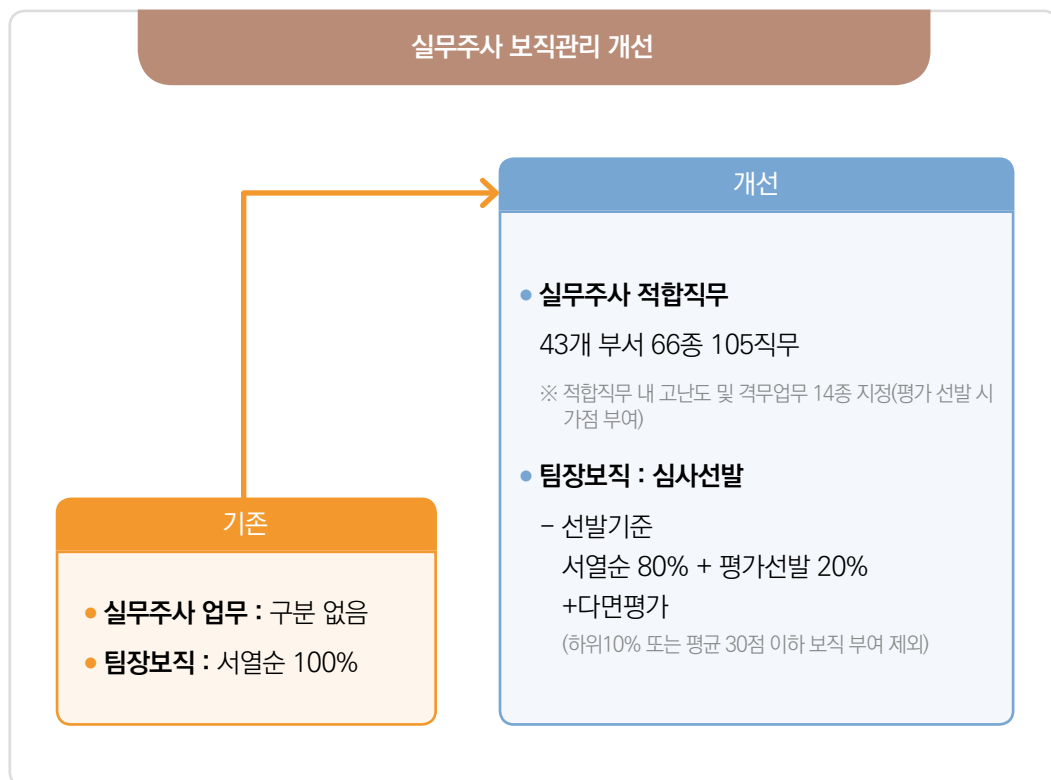 실무주사 보직관리 개선
기존
• 실무주사 업무 : 구분 없음
• 팀장보직 : 서열순 100%
개선
• 실무주사 적합직무
43개 부서 66종 105직무
※ 적합직무 내 고난도 및 격무업무 14종 지정(평가 선발 시
가점 부여)
• 팀장보직 : 심사선발
– 선발기준
서열순 80% + 평가선발 20%
+다면평가
(하위10% 또는 평균 30점 이하 보직 부여 제외)